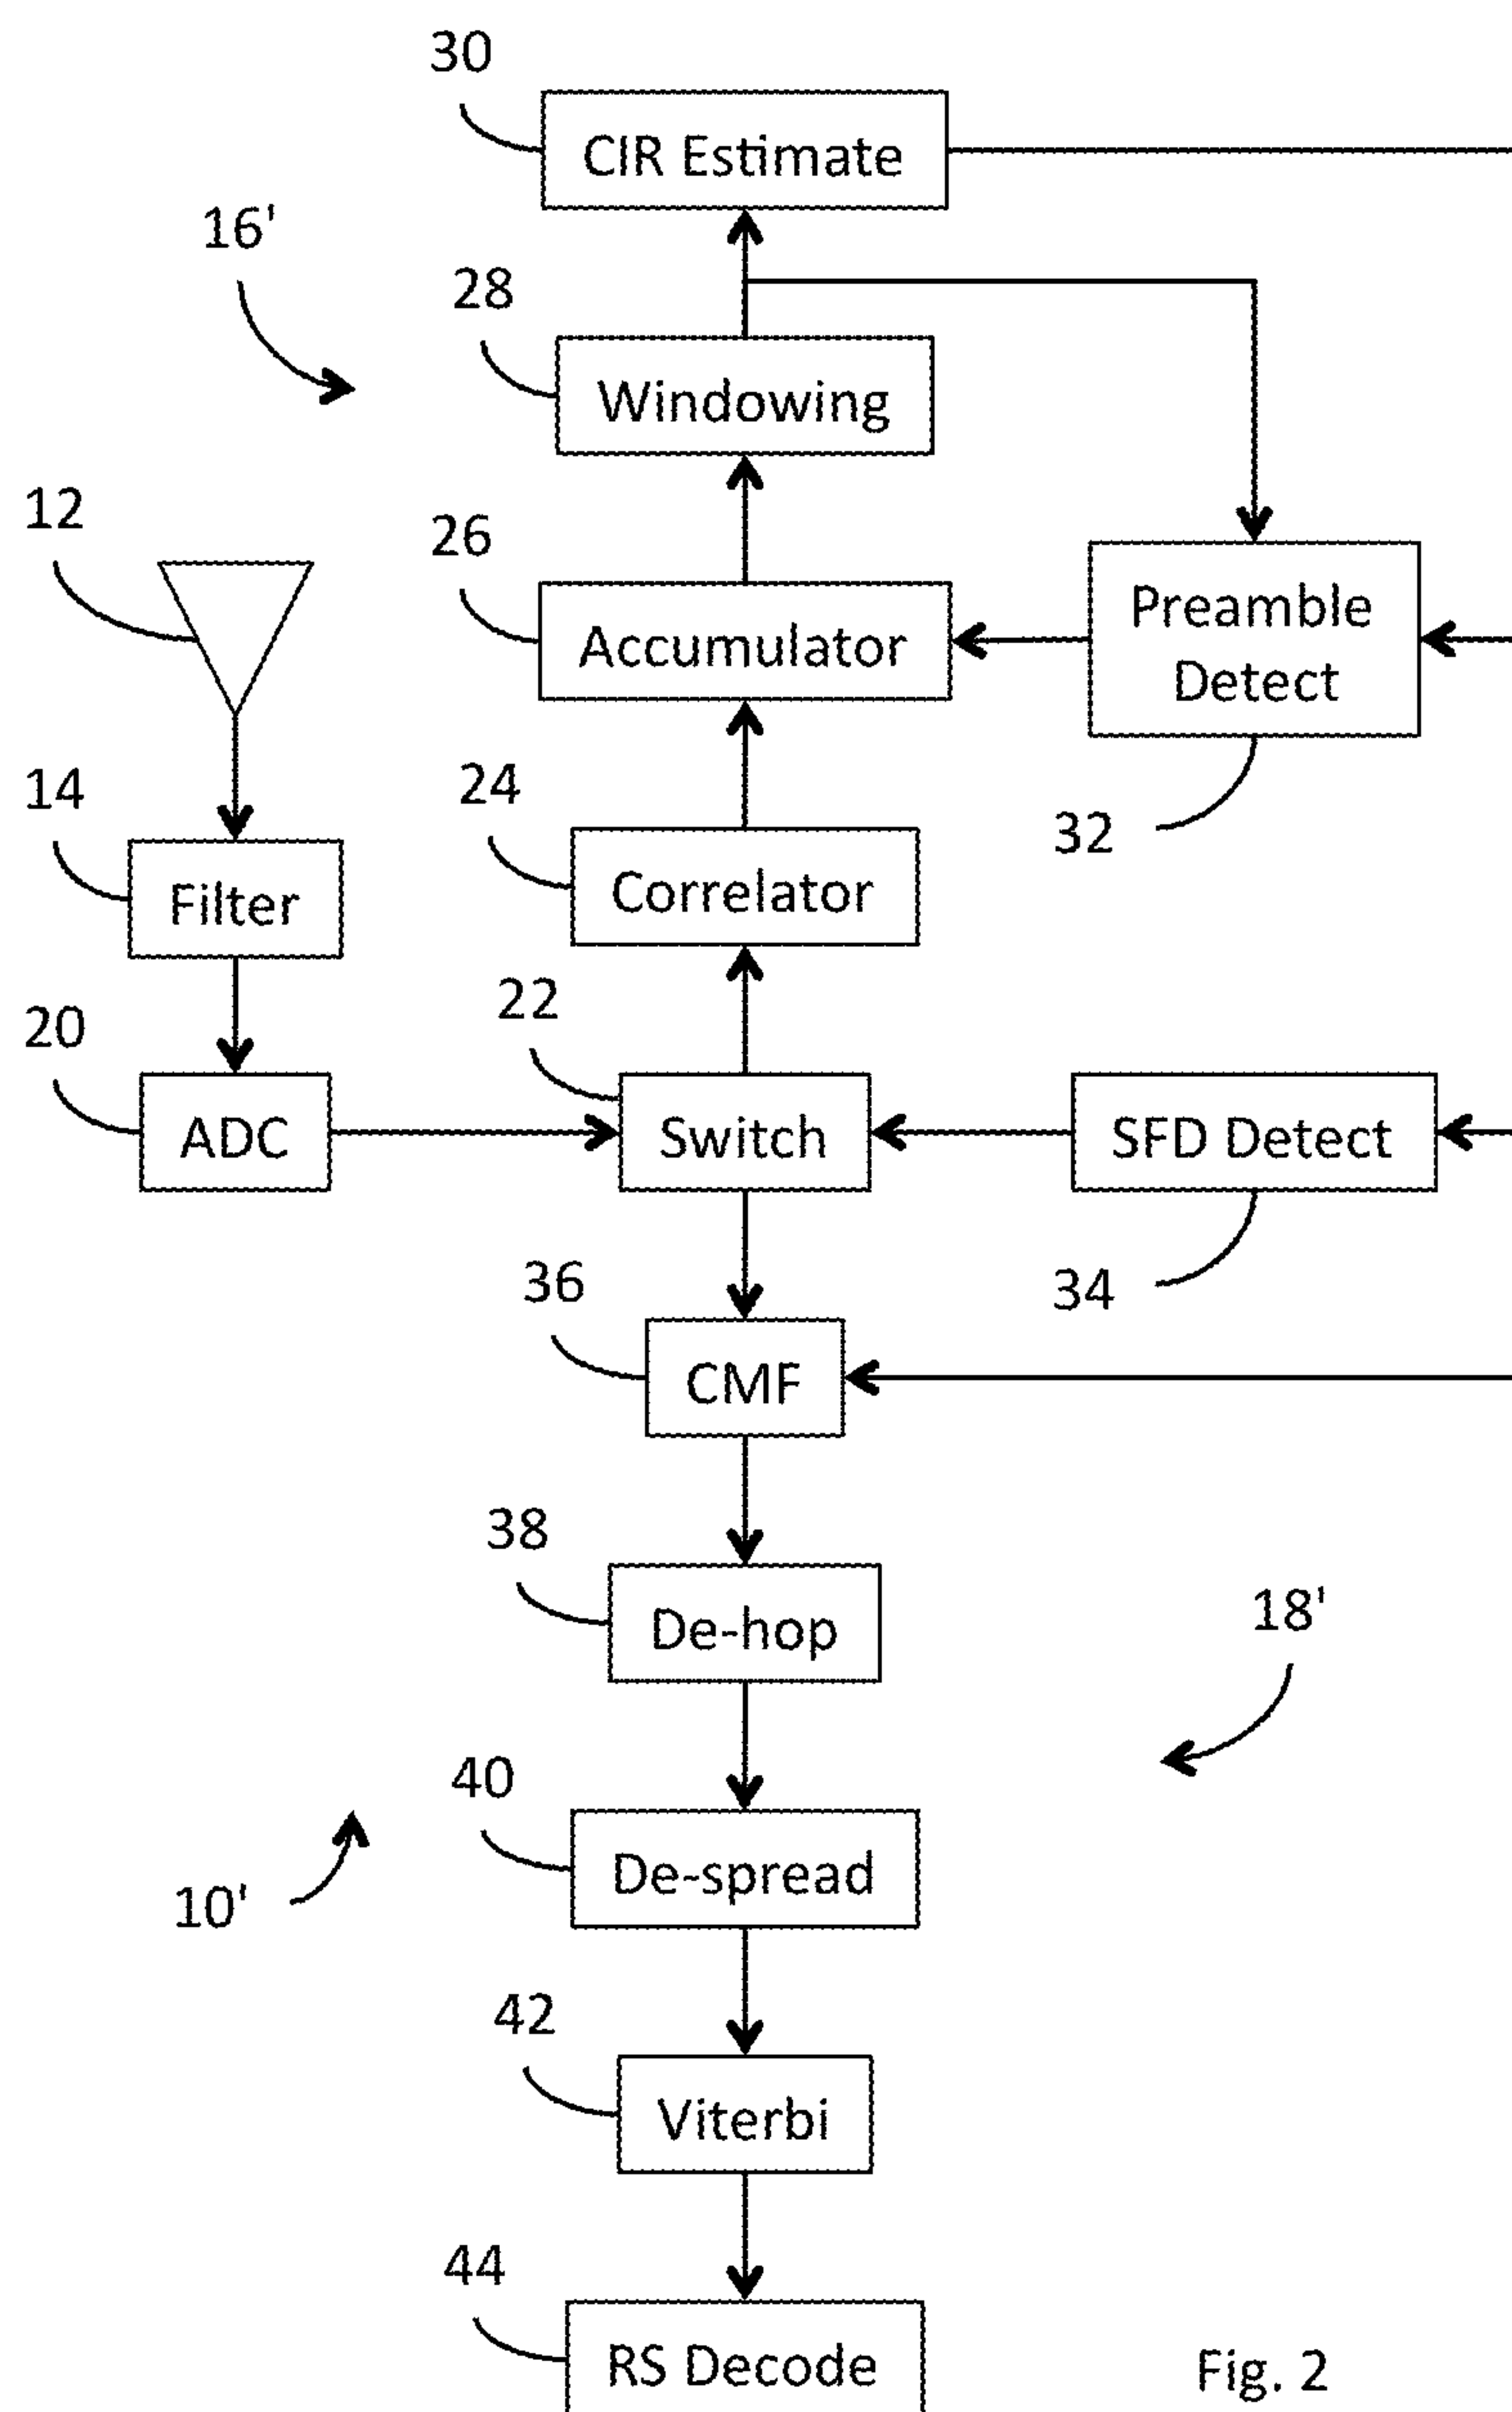 30
CIR Estimate
16'
28
Windowing
12
26
Accumulator
Preamble
Detect
14
24
32
Filter
Correlator
20
22
ADC
Switch
SFD Detect
36
34
CMF
38
De-hop
18'
40
De-spread
10'
42
Viterbi
44
RS Decode
Fig. 2